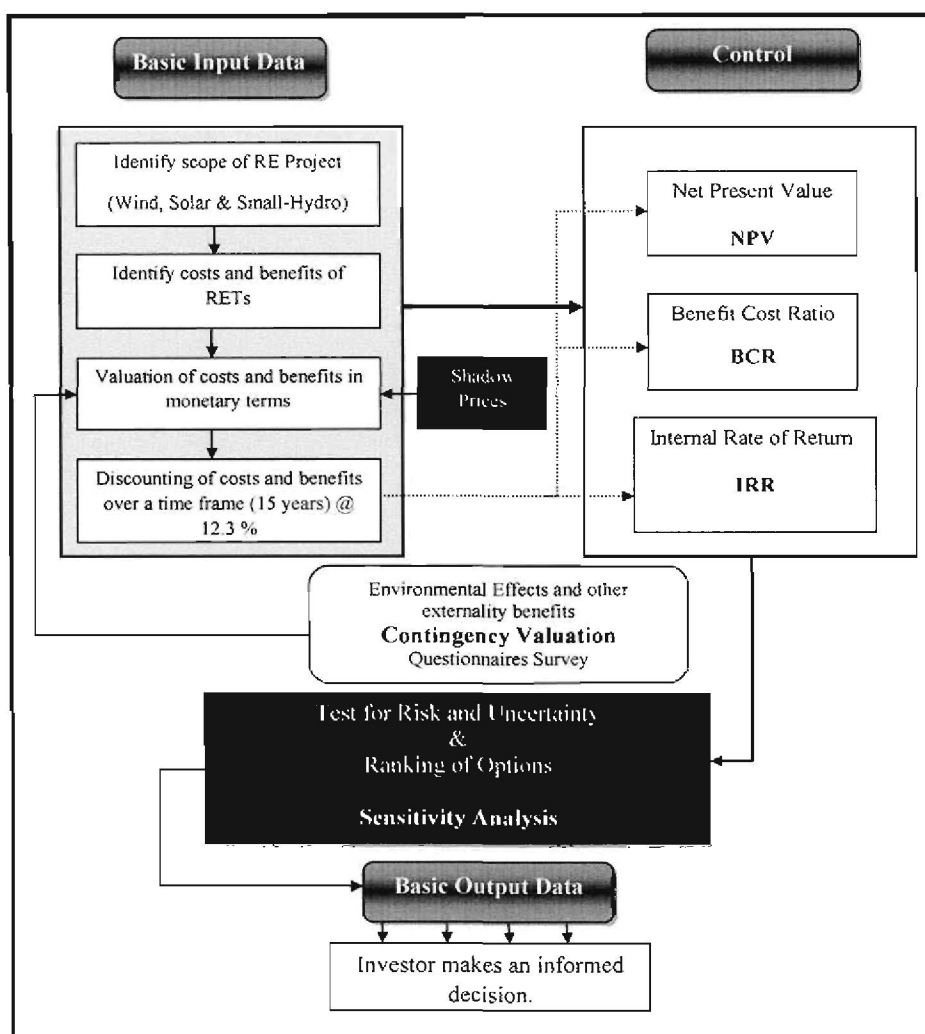 Basic Input Data
Control
Identify scope of RE Project
(Wind, Solar & Small-Hydro)
Identify costs and benefits of
RETs
Valuation of costs and benefits in
monetary terms
Shadow
Prices
Discounting of costs and benefits
over a time frame (15 years) @
12.3 %
Net Present Value
NPV
Benefit Cost Ratio
BCR
Internal Rate of Return
IRR
Environmental Effects and other
externality benefits
Contingency Valuation
Questionnaires Survey
Test for Risk and Uncertainty
&
Ranking of Options
Sensitivity Analysis
Basic Output Data
Investor makes an informed
decision.